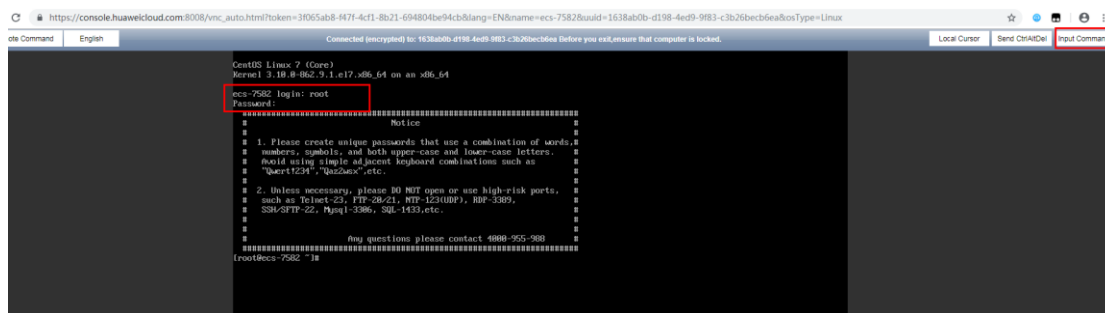 https://console.huaweicloud.com:8008/vnc_auto.html?token=3f065ab8-f47f-4cf1-8b21-694804be94cb&lang=EN&name=ecs-7582&uuid=1638ab0b-d198-4ed9-9f83-c3b26becb6ea&osType=Linux
ote Command English Connected (encrypted) to: 1638ab0b-d198-4ed9-9f83-c3b26becb6ea Before you exit,ensure that computer is locked. Local Cursor Send CtrlAltDel Input Comman
CentOS Linux 7 (Core)
Kernel 3.10.0-862.9.1.el7.x86_64 on an x86_64
ecs-7582 login: root
Password:
################################################################
# Notice #
# #
# 1. Please create unique passwords that use a combination of words,#
# numbers, symbols, and both upper-case and lower-case letters. #
# Avoid using simple adjacent keyboard combinations such as #
# "Qwert!234","Qaz2wsx",etc. #
# #
# 2. Unless necessary, please DO NOT open or use high-risk ports, #
# such as Telnet-23, FTP-20/21, NTP-123(UDP), RDP-3389, #
# SSH/SFTP-22, Mysql-3306, SQL-1433,etc. #
# #
# #
# Any questions please contact 4000-955-988 #
################################################################
[root@ecs-7582 ~]#